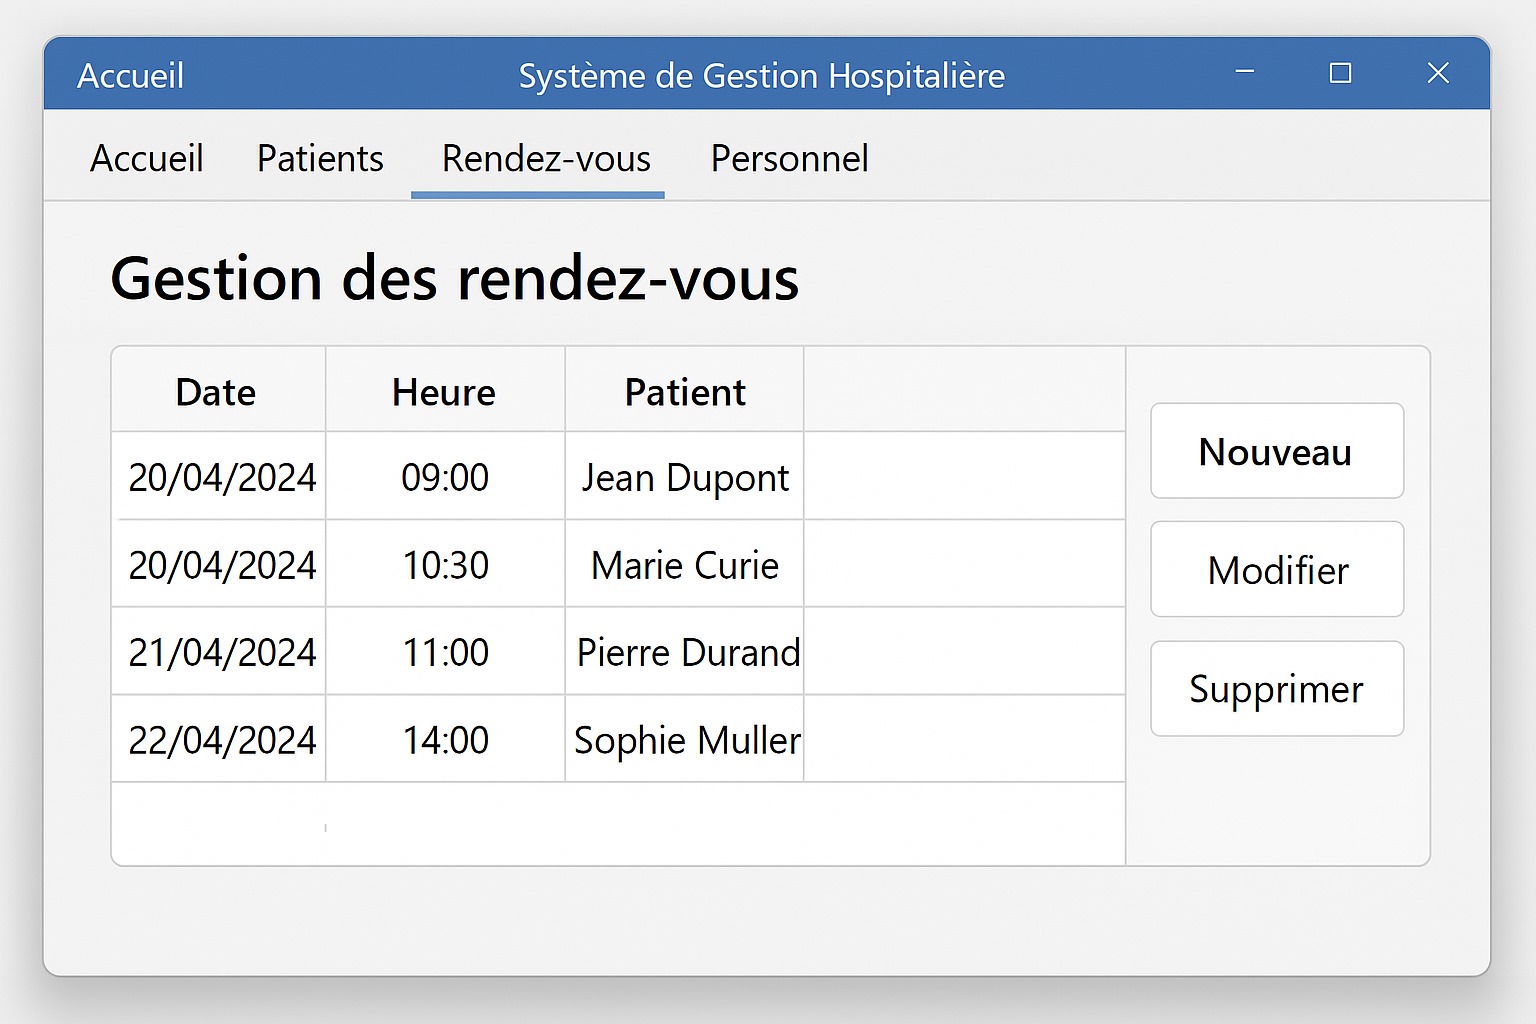 Accueil Système de Gestion Hospitalière
Accueil Patients Rendez-vous Personnel
Gestion des rendez-vous
Date Heure Patient
20/04/2024 09:00 Jean Dupont
20/04/2024 10:30 Marie Curie
21/04/2024 11:00 Pierre Durand
22/04/2024 14:00 Sophie Muller
Nouveau
Modifier
Supprimer